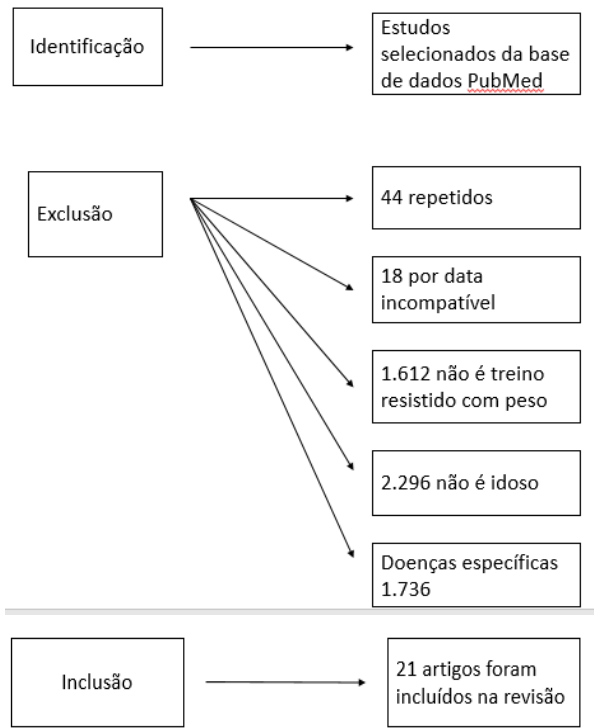 Identificação
Estudos
selecionados da base
de dados PubMed
Exclusão
44 repetidos
18 por data
incompatível
1.612 não é treino
resistido com peso
2.296 não é idoso
Doenças específicas
1.736
Inclusão
21 artigos foram
incluídos na revisão